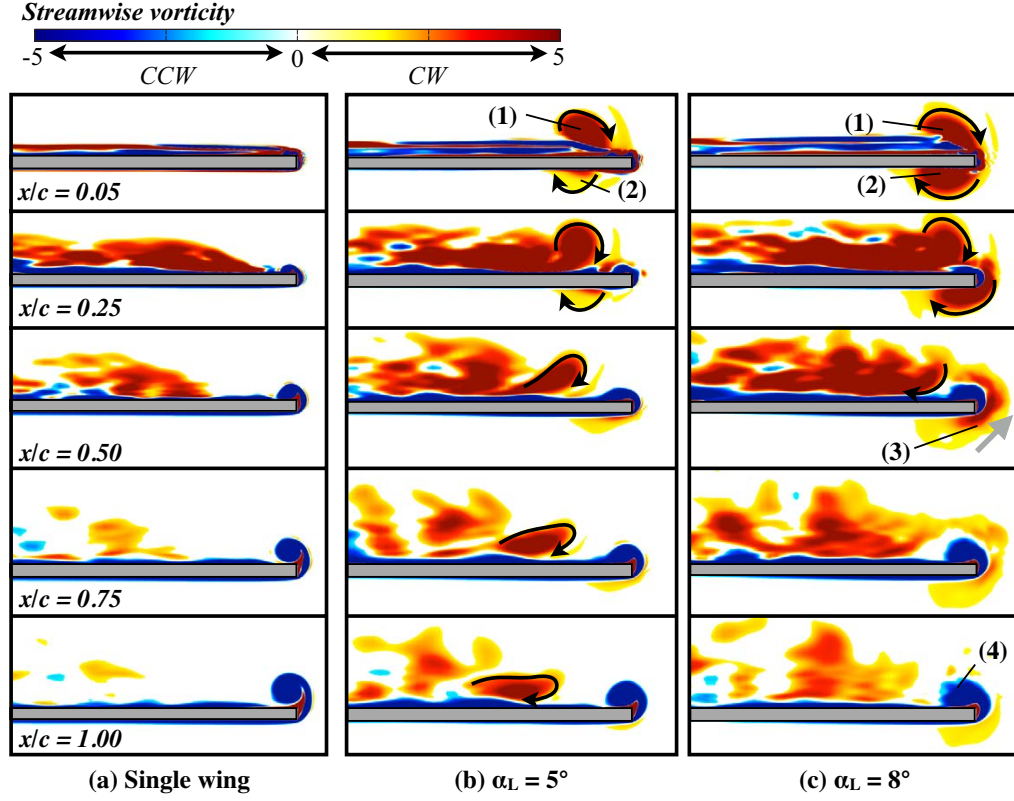 Streamwise vorticity
-5 0 5
CCW CW
(1) (1)
(2) (2)
x/c = 0.05
x/c = 0.25
x/c = 0.50
(3)
x/c = 0.75
(4)
x/c = 1.00
(a) Single wing (b) αL = 5° (c) αL = 8°